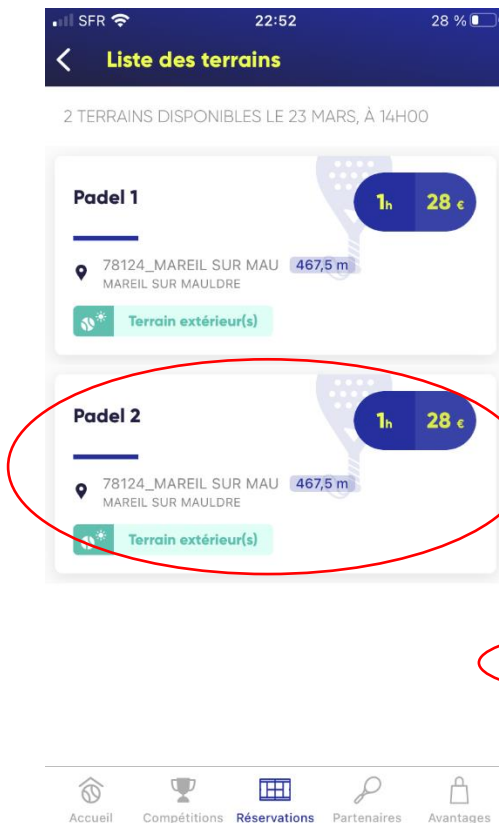 SFR 22:52 28 %
Liste des terrains
2 TERRAINS DISPONIBLES LE 23 MARS, À 14H00
Padel 1
1h 28 €
78124_MAREIL SUR MAU 467,5 m
MAREIL SUR MAULDRE
Terrain extérieur(s)
Padel 2
1h 28 €
78124_MAREIL SUR MAU 467,5 m
MAREIL SUR MAULDRE
Terrain extérieur(s)
Accueil Compétitions Réservations Partenaires Avantages